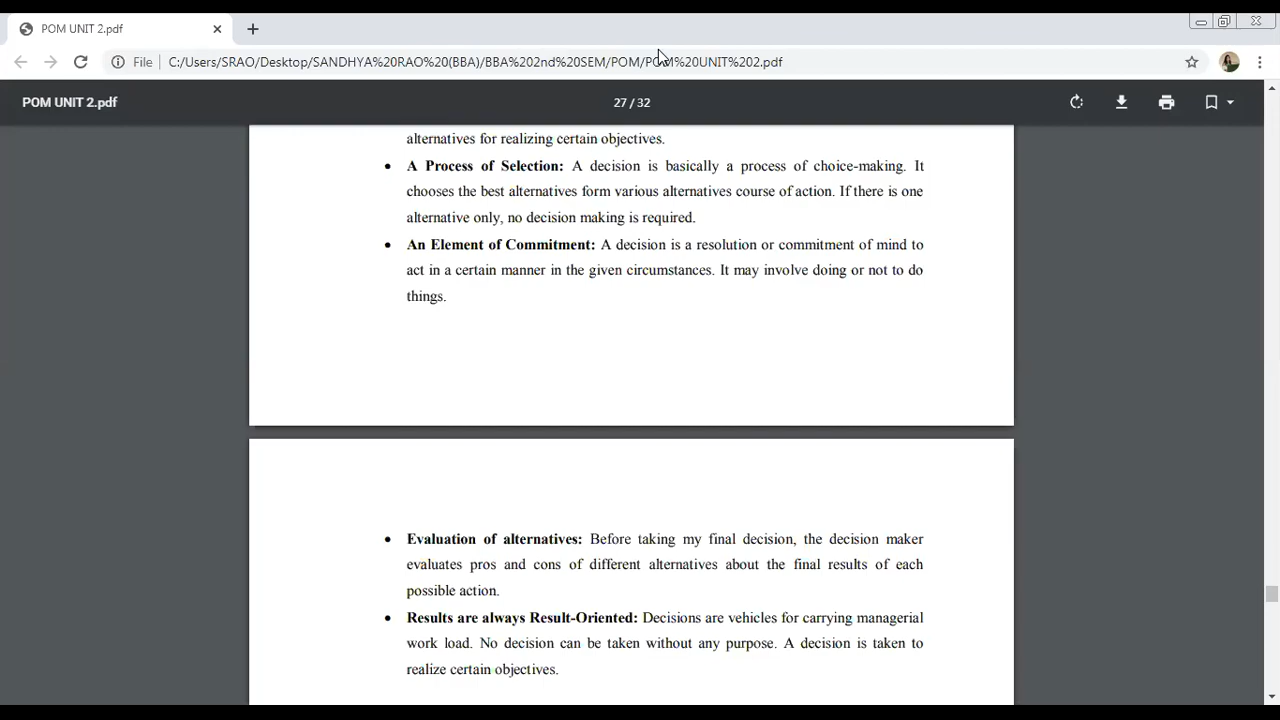 POM UNIT 2.pdf
File | C:/Users/SRAO/Desktop/SANDHYA%20RAO%20(BBA)/BBA%202nd%20SEM/POM/POM%20UNIT%202.pdf
POM UNIT 2.pdf 27 / 32
alternatives for realizing certain objectives.
• A Process of Selection: A decision is basically a process of choice-making. It
chooses the best alternatives form various alternatives course of action. If there is one
alternative only, no decision making is required.
• An Element of Commitment: A decision is a resolution or commitment of mind to
act in a certain manner in the given circumstances. It may involve doing or not to do
things.
• Evaluation of alternatives: Before taking my final decision, the decision maker
evaluates pros and cons of different alternatives about the final results of each
possible action.
• Results are always Result-Oriented: Decisions are vehicles for carrying managerial
work load. No decision can be taken without any purpose. A decision is taken to
realize certain objectives.